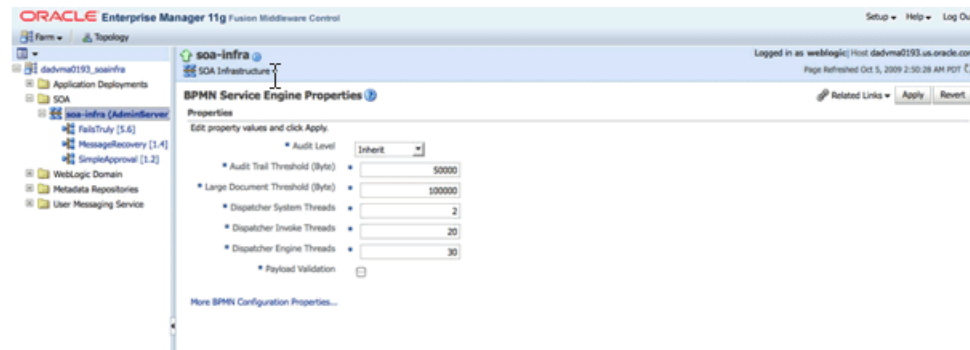 ORACLE Enterprise Manager 11g Fusion Middleware Control
Setup Help Log Ou
Farm Topology
soa-infra
Logged in as weblogic| Host dadvma0193.us.oracle.com
SOA Infrastructure
Page Refreshed Oct 5, 2009 2:50:28 AM PDT
dadvma0193_soainfra
Application Deployments
SOA
soa-infra (AdminServer
FailsTruly [5.6]
MessageRecovery [1.4]
SimpleApproval [1.2]
WebLogic Domain
Metadata Repositories
User Messaging Service
BPMN Service Engine Properties
Related Links Apply Revert
Properties
Edit property values and click Apply.
* Audit Level Inherit
* Audit Trail Threshold (Byte) 50000
* Large Document Threshold (Byte) 100000
* Dispatcher System Threads 2
* Dispatcher Invoke Threads 20
* Dispatcher Engine Threads 30
* Payload Validation
More BPMN Configuration Properties...